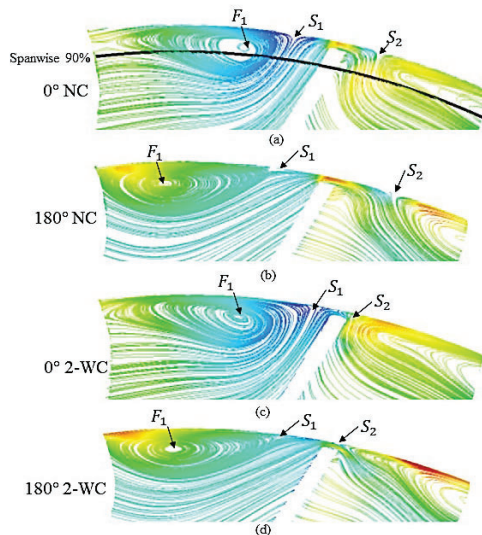 F₁ S₁
S₂
Spanwise 90%
0° NC
(a)
F₁ S₁
S₂
180° NC
(b)
F₁ S₁ S₂
0° 2-WC
(c)
F₁ S₁ S₂
180° 2-WC
(d)